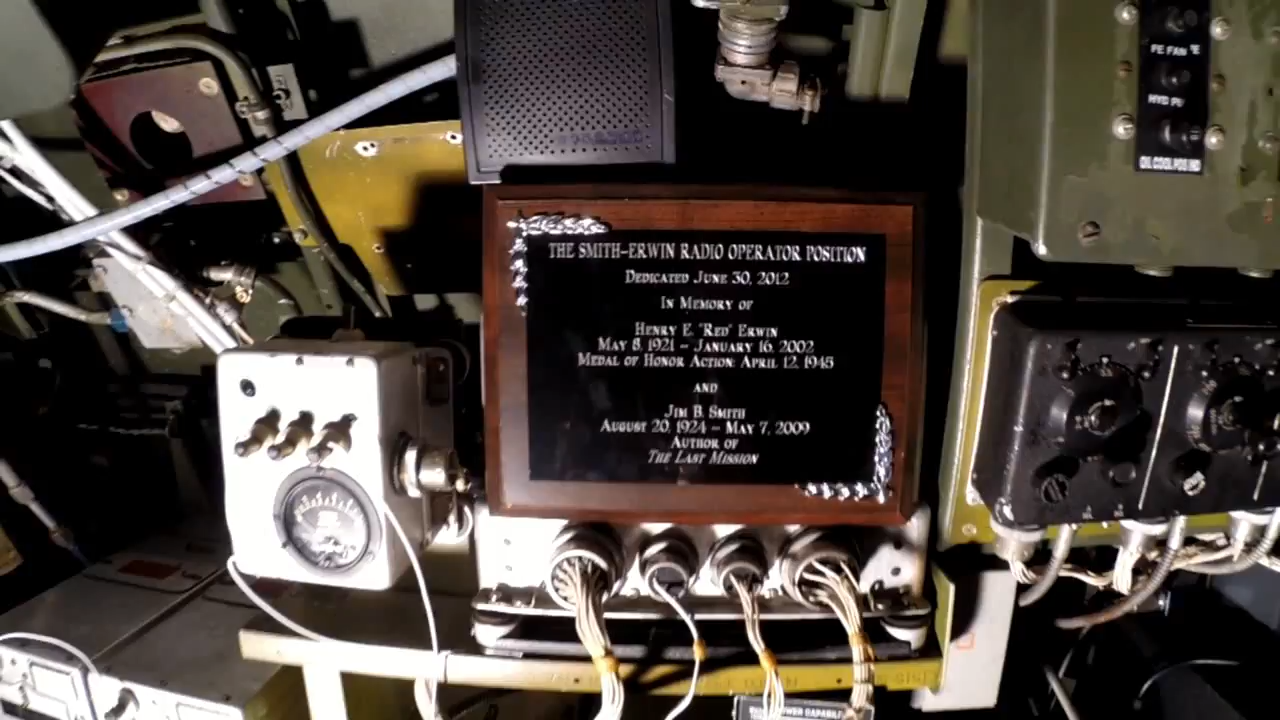 THE SMITH-ERWIN RADIO OPERATOR POSITION
DEDICATED JUNE 30, 2012
IN MEMORY OF
HENRY E. "RED" ERWIN
MAY 8, 1921 - JANUARY 16, 2002
MEDAL OF HONOR ACTION: APRIL 12, 1945
AND
JIM B. SMITH
AUGUST 20, 1924 - MAY 7, 2009
AUTHOR OF
THE LAST MISSION
OIL COOL POS IND